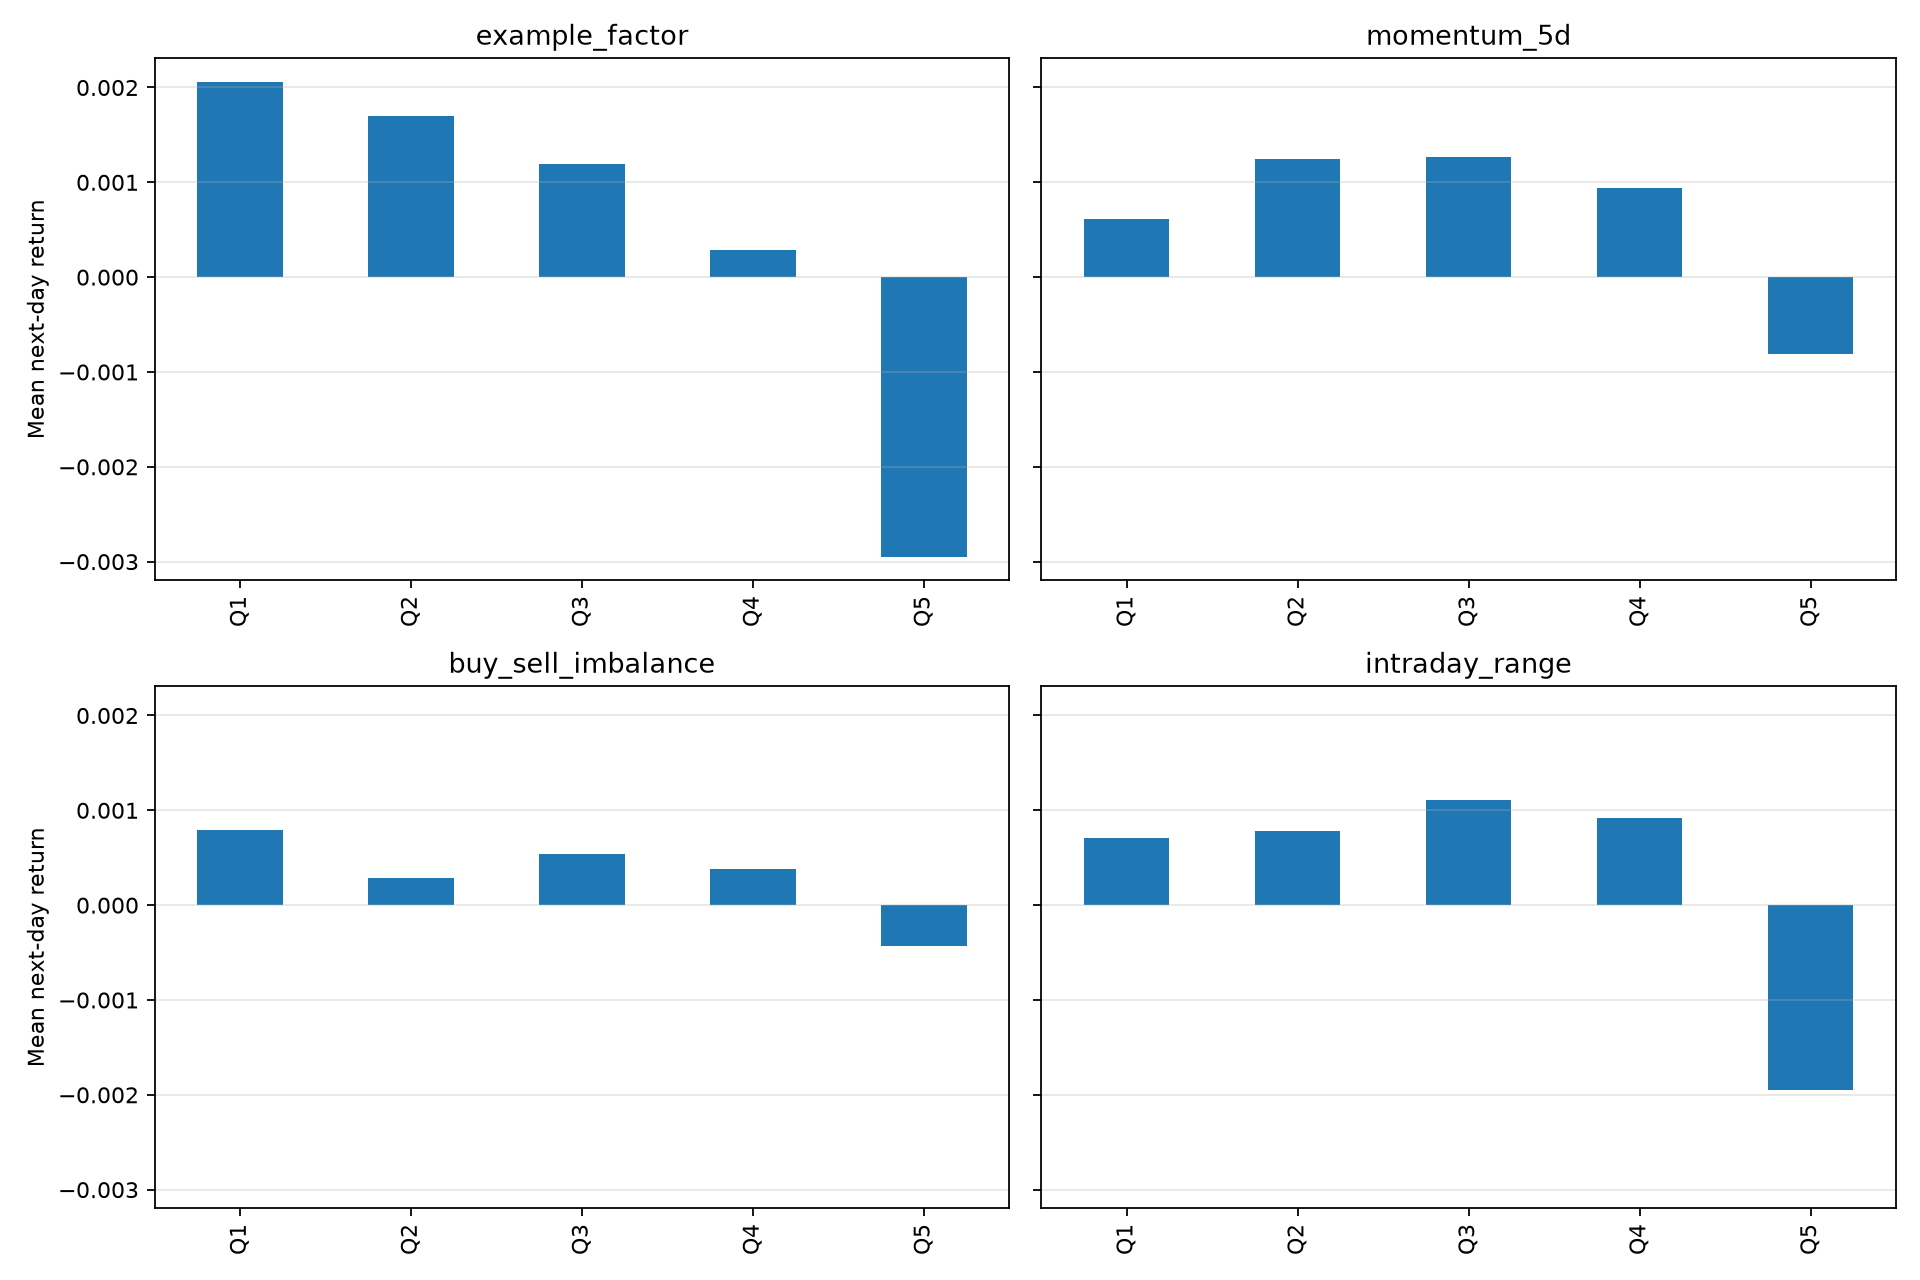 example_factor
momentum_5d
Mean next-day return
0.002
0.001
0.000
−0.001
−0.002
−0.003
Q1 Q2 Q3 Q4 Q5
Q1 Q2 Q3 Q4 Q5
buy_sell_imbalance
intraday_range
Mean next-day return
0.002
0.001
0.000
−0.001
−0.002
−0.003
Q1 Q2 Q3 Q4 Q5
Q1 Q2 Q3 Q4 Q5